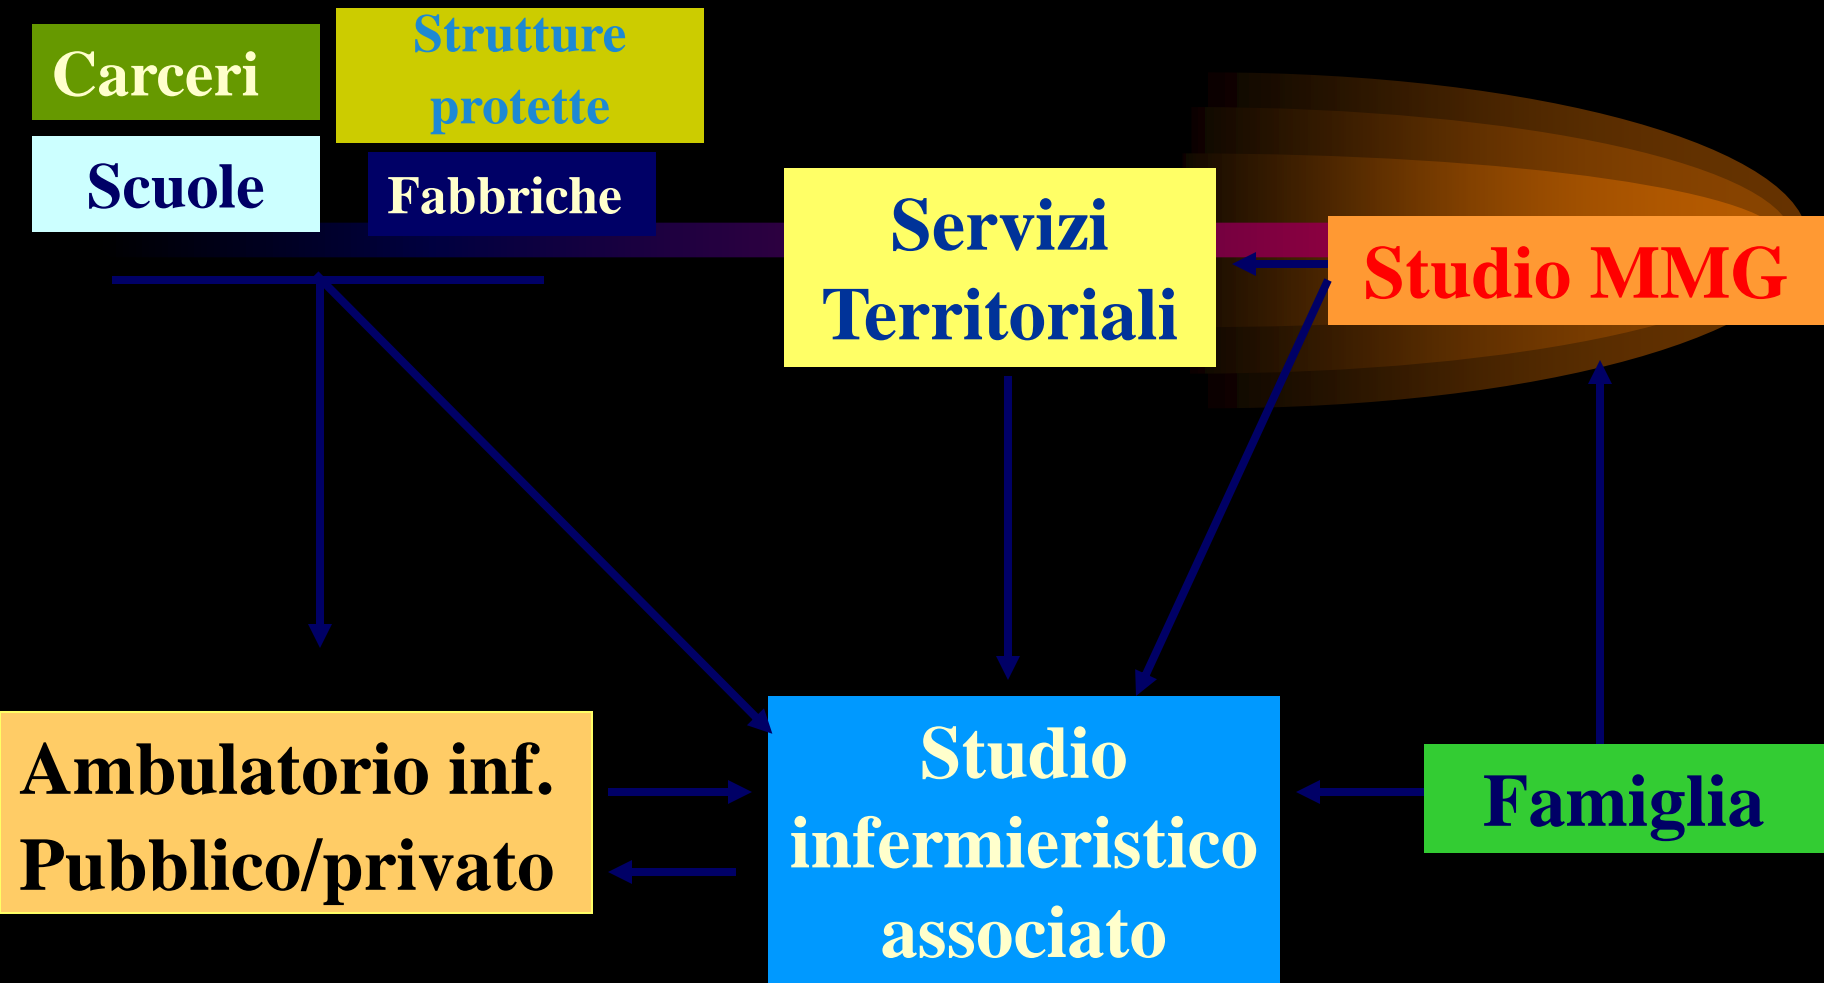 Carceri
Strutture
protette
Scuole
Fabbriche
Servizi
Territoriali
Studio MMG
Ambulatorio inf.
Pubblico/privato
Studio
infermieristico
associato
Famiglia